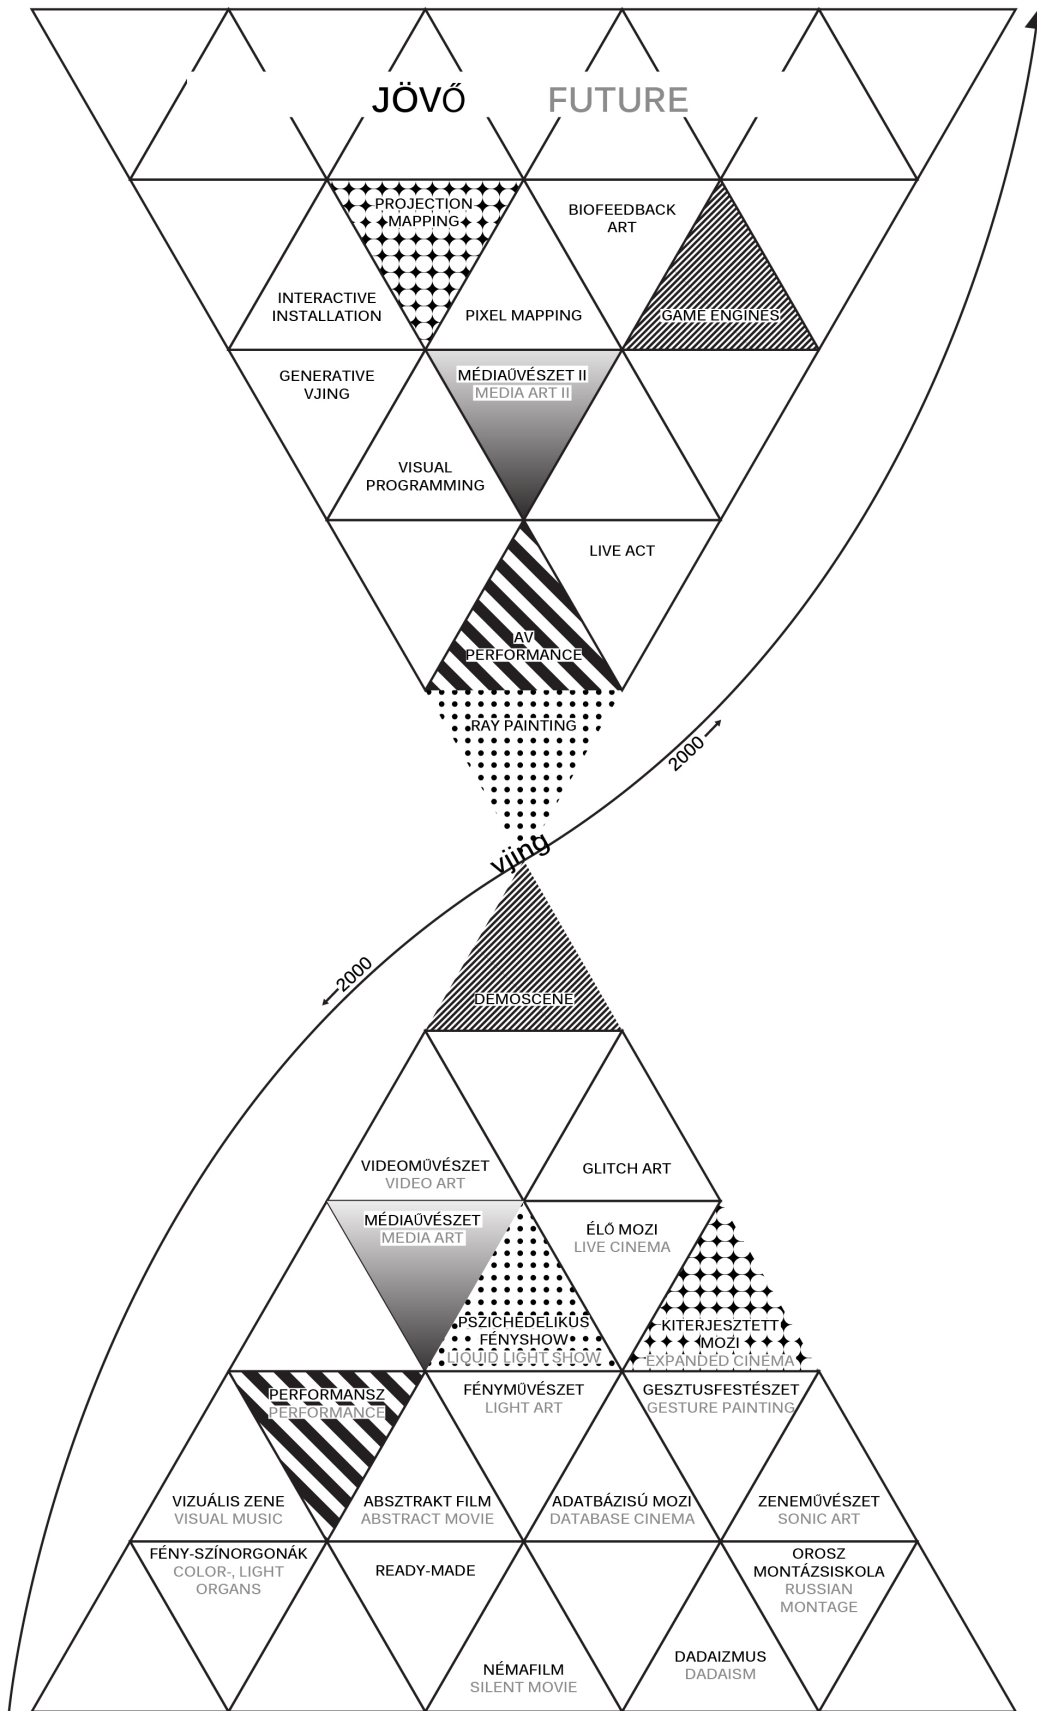 JÖVŐ FUTURE
PROJECTION
MAPPING
BIOFEEDBACK
ART
INTERACTIVE
INSTALLATION
PIXEL MAPPING
GAME ENGINES
GENERATIVE
VJING
MÉDIAŰVÉSZET II
MEDIA ART II
VISUAL
PROGRAMMING
LIVE ACT
AV
PERFORMANCE
RAY PAINTING
2000
vjing
2000
DEMOSCENE
VIDEOMŰVÉSZET
VIDEO ART
GLITCH ART
MÉDIAŰVÉSZET
MEDIA ART
ÉLŐ MOZI
LIVE CINEMA
PSZICHEDELIKUS
FÉNYSHOW
LIQUID LIGHT SHOW
KITERJESZTETT
MOZI
EXPANDED CINEMA
PERFORMANSZ
PERFORMANCE
FÉNYMŰVÉSZET
LIGHT ART
GESZTUSFESTÉSZET
GESTURE PAINTING
VIZUÁLIS ZENE
VISUAL MUSIC
ABSZTRAKT FILM
ABSTRACT MOVIE
ADATBÁZISÚ MOZI
DATABASE CINEMA
ZENEMŰVÉSZET
SONIC ART
FÉNY-SZÍNORGONÁK
COLOR-, LIGHT
ORGANS
READY-MADE
OROSZ
MONTÁZSISKOLA
RUSSIAN
MONTAGE
NÉMAFILM
SILENT MOVIE
DADAIZMUS
DADAISM